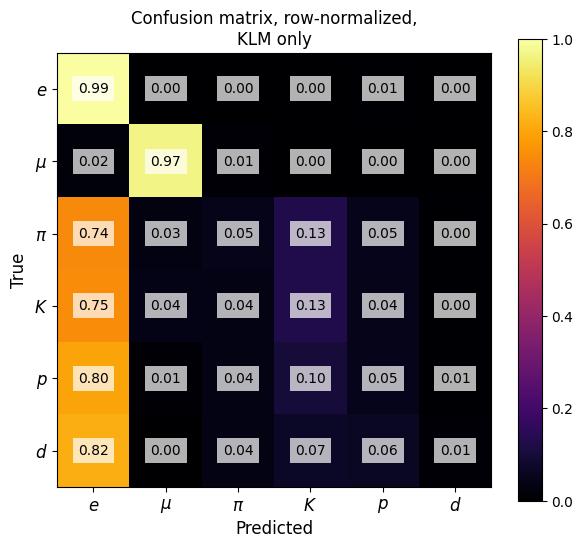 Confusion matrix, row-normalized,
KLM only
True
e 0.99 0.00 0.00 0.00 0.01 0.00
μ 0.02 0.97 0.01 0.00 0.00 0.00
π 0.74 0.03 0.05 0.13 0.05 0.00
K 0.75 0.04 0.04 0.13 0.04 0.00
p 0.80 0.01 0.04 0.10 0.05 0.01
d 0.82 0.00 0.04 0.07 0.06 0.01
e μ π K p d
Predicted
1.0
0.8
0.6
0.4
0.2
0.0